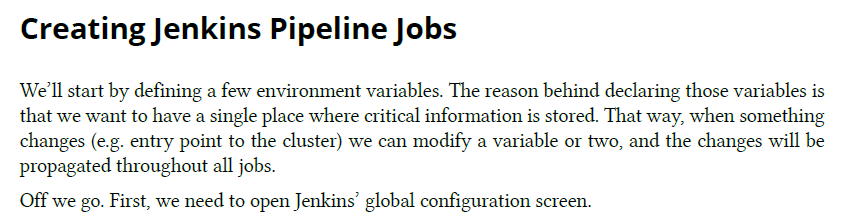 Creating Jenkins Pipeline Jobs
We’ll start by defining a few environment variables. The reason behind declaring those variables is
that we want to have a single place where critical information is stored. That way, when something
changes (e.g. entry point to the cluster) we can modify a variable or two, and the changes will be
propagated throughout all jobs.
Off we go. First, we need to open Jenkins’ global configuration screen.